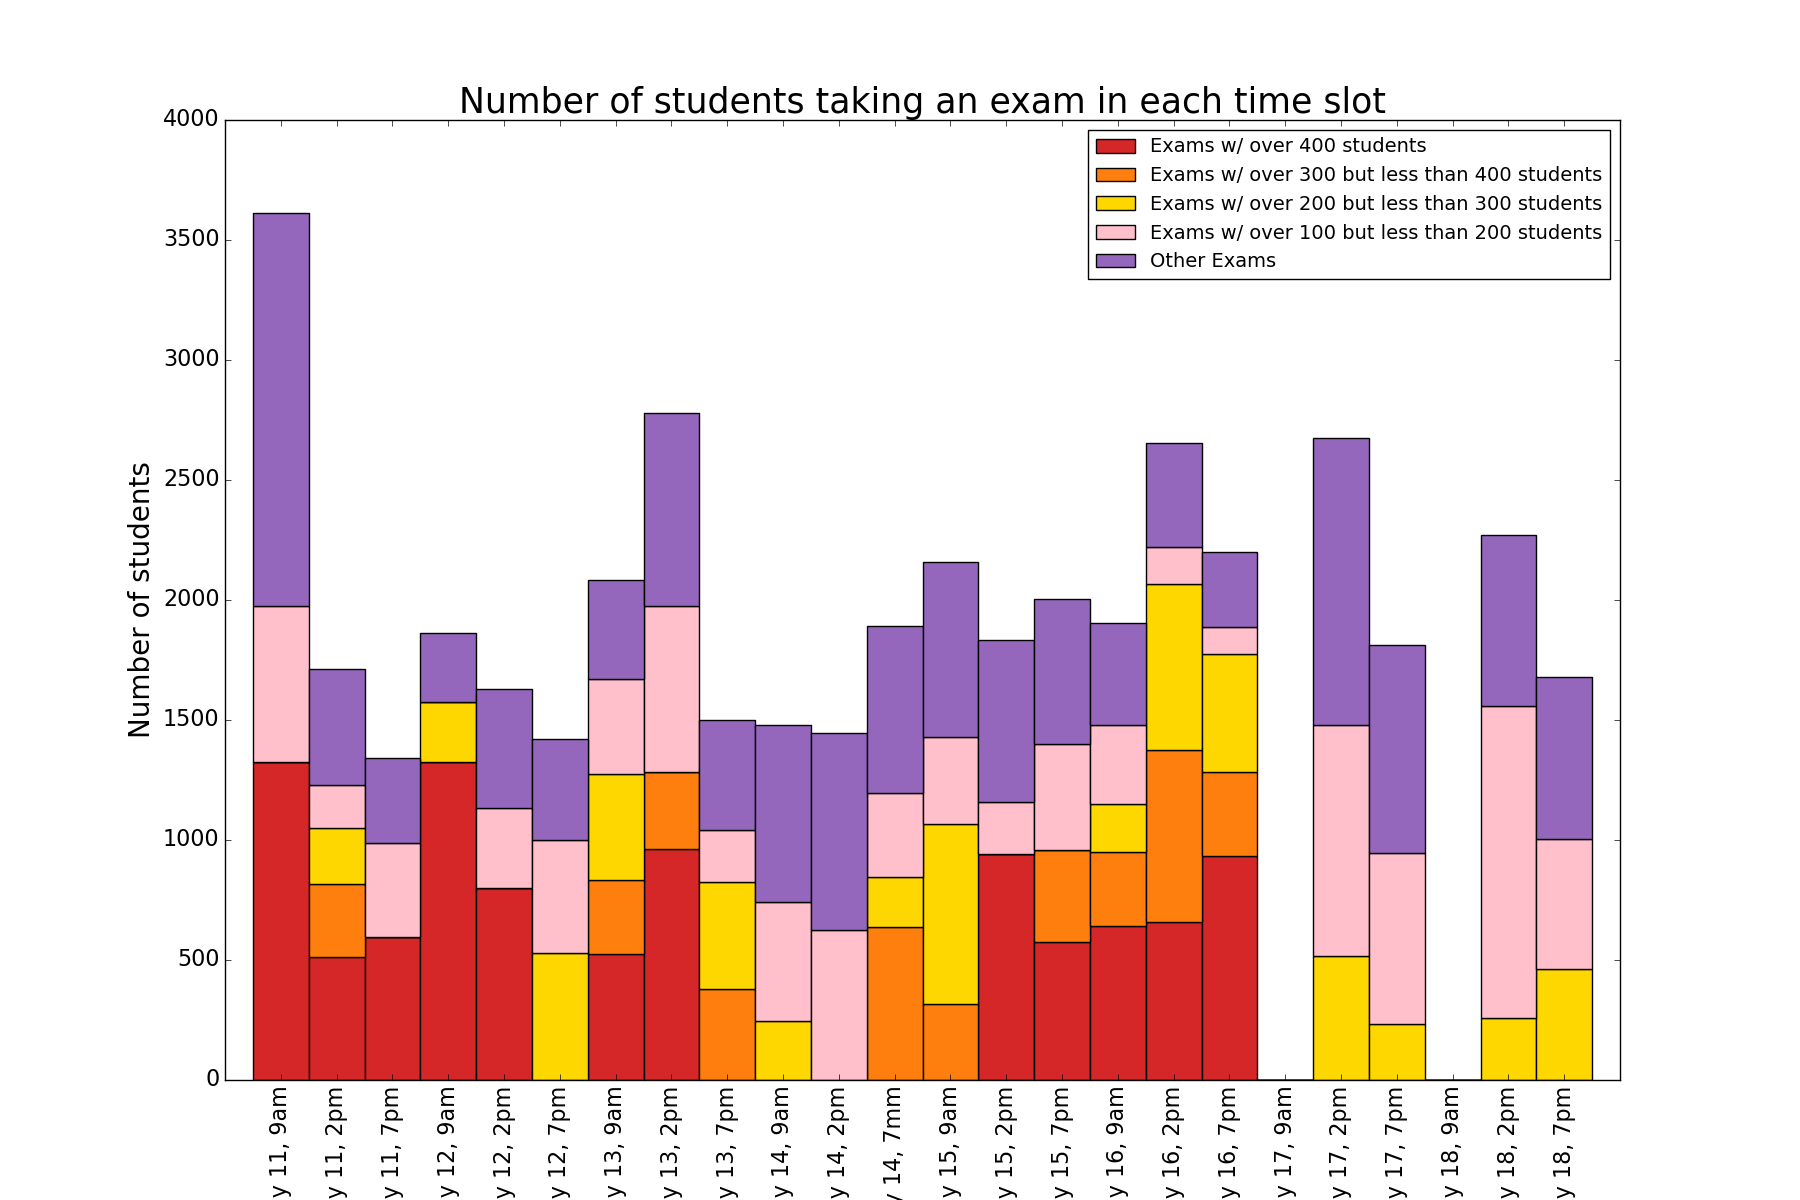 Number of students taking an exam in each time slot
4000
3500
3000
2500
2000
1500
1000
500
0
Number of students
Exams w/ over 400 students
Exams w/ over 300 but less than 400 students
Exams w/ over 200 but less than 300 students
Exams w/ over 100 but less than 200 students
Other Exams
y 11, 9am
y 11, 2pm
y 11, 7pm
y 12, 9am
y 12, 2pm
y 12, 7pm
y 13, 9am
y 13, 2pm
y 13, 7pm
y 14, 9am
y 14, 2pm
y 14, 7mm
y 15, 9am
y 15, 2pm
y 15, 7pm
y 16, 9am
y 16, 2pm
y 16, 7pm
y 17, 9am
y 17, 2pm
y 17, 7pm
y 18, 9am
y 18, 2pm
y 18, 7pm